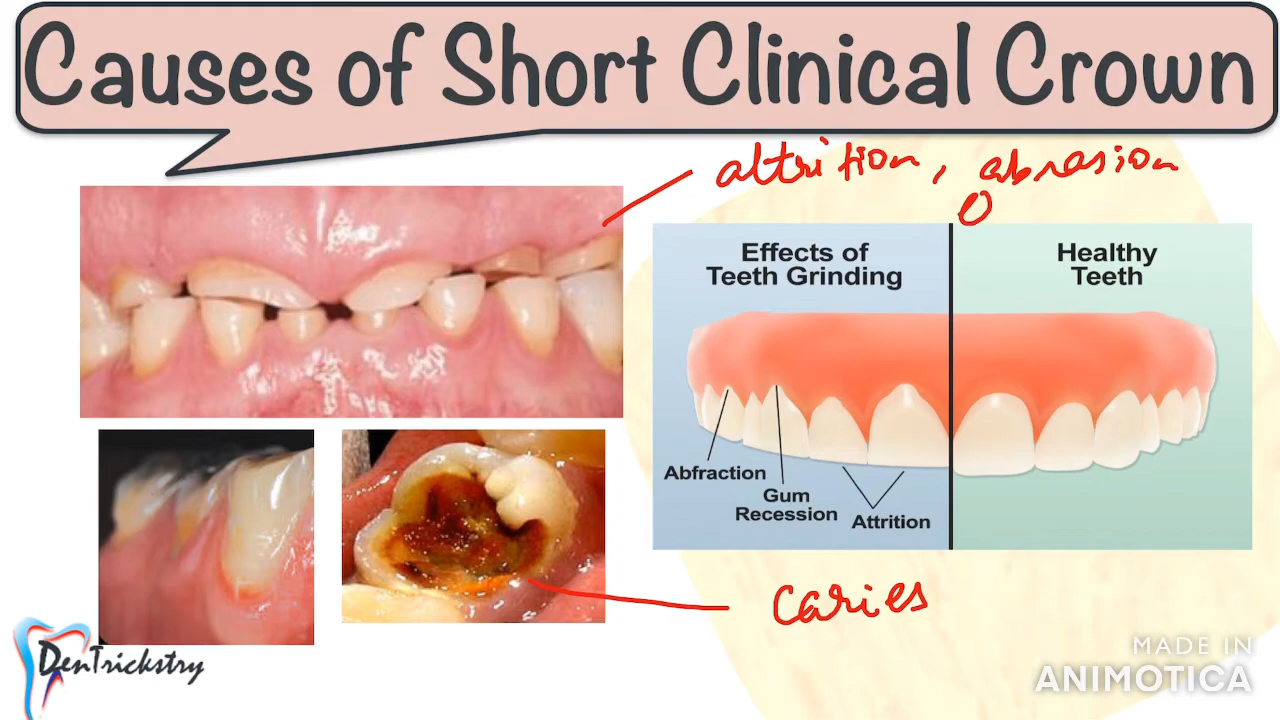 Causes of Short Clinical Crown
attrition, abrasion
Effects of
Teeth Grinding
Healthy
Teeth
Abfraction
Gum
Recession
Attrition
caries
DenTrickstry
MADE IN
ANIMOTICA